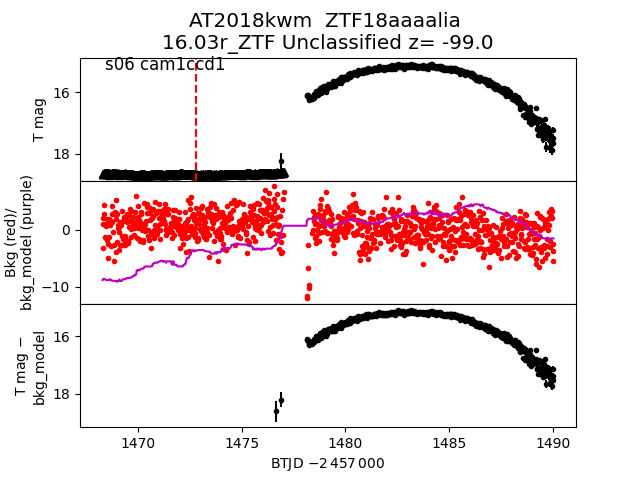 AT2018kwm  ZTF18aaaalia
16.03r_ZTF Unclassified z= -99.0
s06 cam1ccd1
T mag
16
18
Bkg (red)/
bkg_model (purple)
0
−10
T mag −
bkg_model
16
18
1470
1475
1480
1485
1490
BTJD −2 457 000